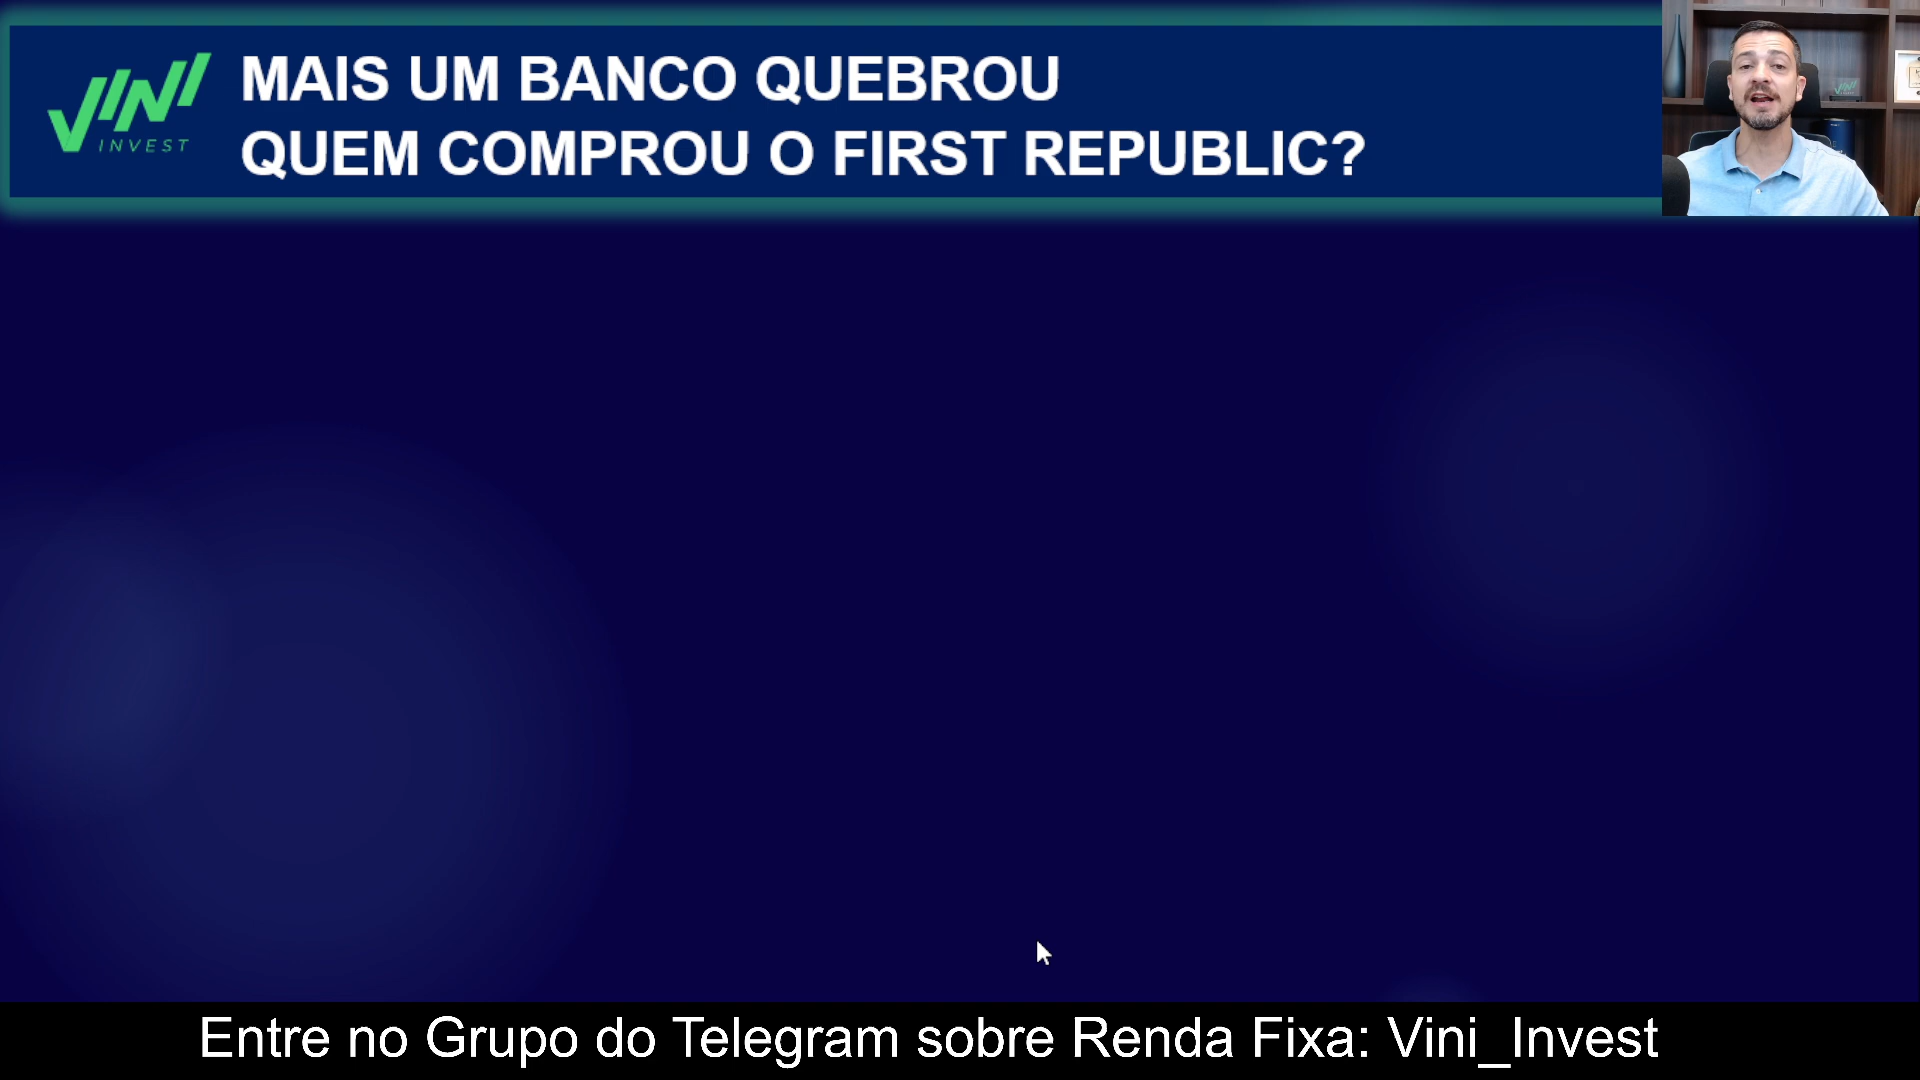 VINI
INVEST
MAIS UM BANCO QUEBROU
QUEM COMPROU O FIRST REPUBLIC?
Entre no Grupo do Telegram sobre Renda Fixa: Vini_Invest